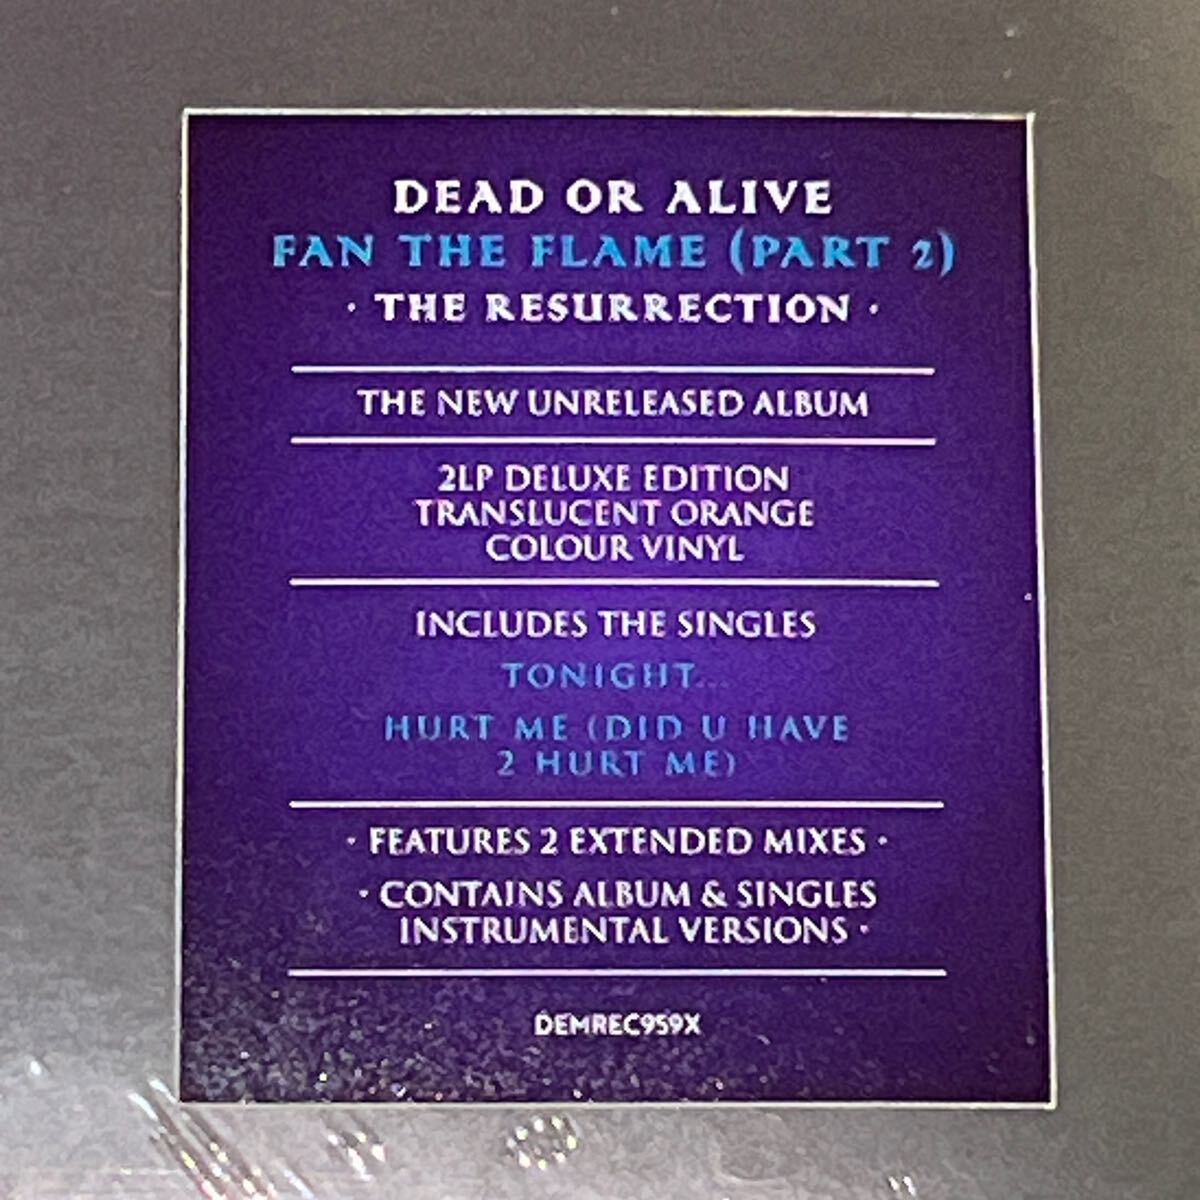 DEAD OR ALIVE
FAN THE FLAME (PART 2)
· THE RESURRECTION ·
THE NEW UNRELEASED ALBUM
2LP DELUXE EDITION
TRANSLUCENT ORANGE
COLOUR VINYL
INCLUDES THE SINGLES
TONIGHT...
HURT ME (DID U HAVE
2 HURT ME)
· FEATURES 2 EXTENDED MIXES ·
· CONTAINS ALBUM & SINGLES
INSTRUMENTAL VERSIONS ·
DEMREC959X